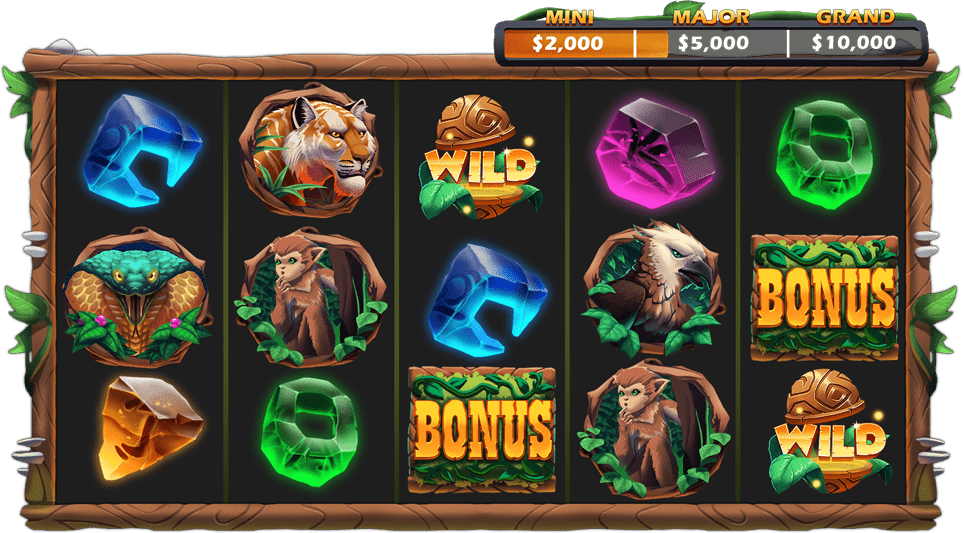 MINI MAJOR GRAND
$2,000 $5,000 $10,000
WILD
BONUS
BONUS
WILD